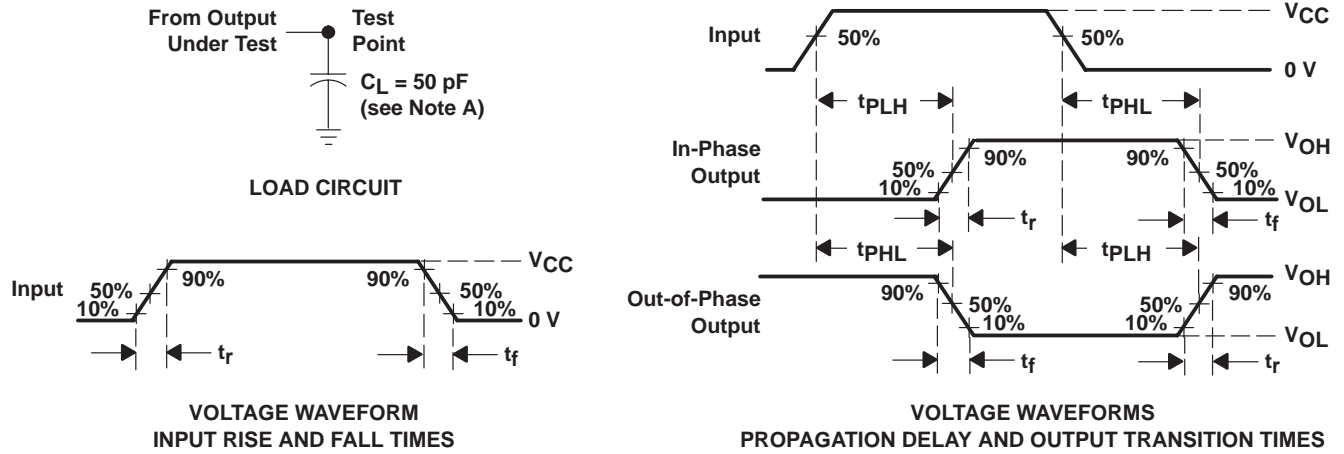 From Output
Under Test
Test
Point
CL = 50 pF
(see Note A)
LOAD CIRCUIT
Input
50%
10%
90%
90%
50%
10%
VCC
0 V
tr
tf
VOLTAGE WAVEFORM
INPUT RISE AND FALL TIMES
Input
50%
50%
VCC
0 V
tPLH
tPHL
In-Phase
Output
50%
10%
90%
90%
50%
10%
VOH
VOL
tr
tf
tPHL
tPLH
Out-of-Phase
Output
90%
50%
10%
50%
10%
90%
VOH
VOL
tf
tr
VOLTAGE WAVEFORMS
PROPAGATION DELAY AND OUTPUT TRANSITION TIMES